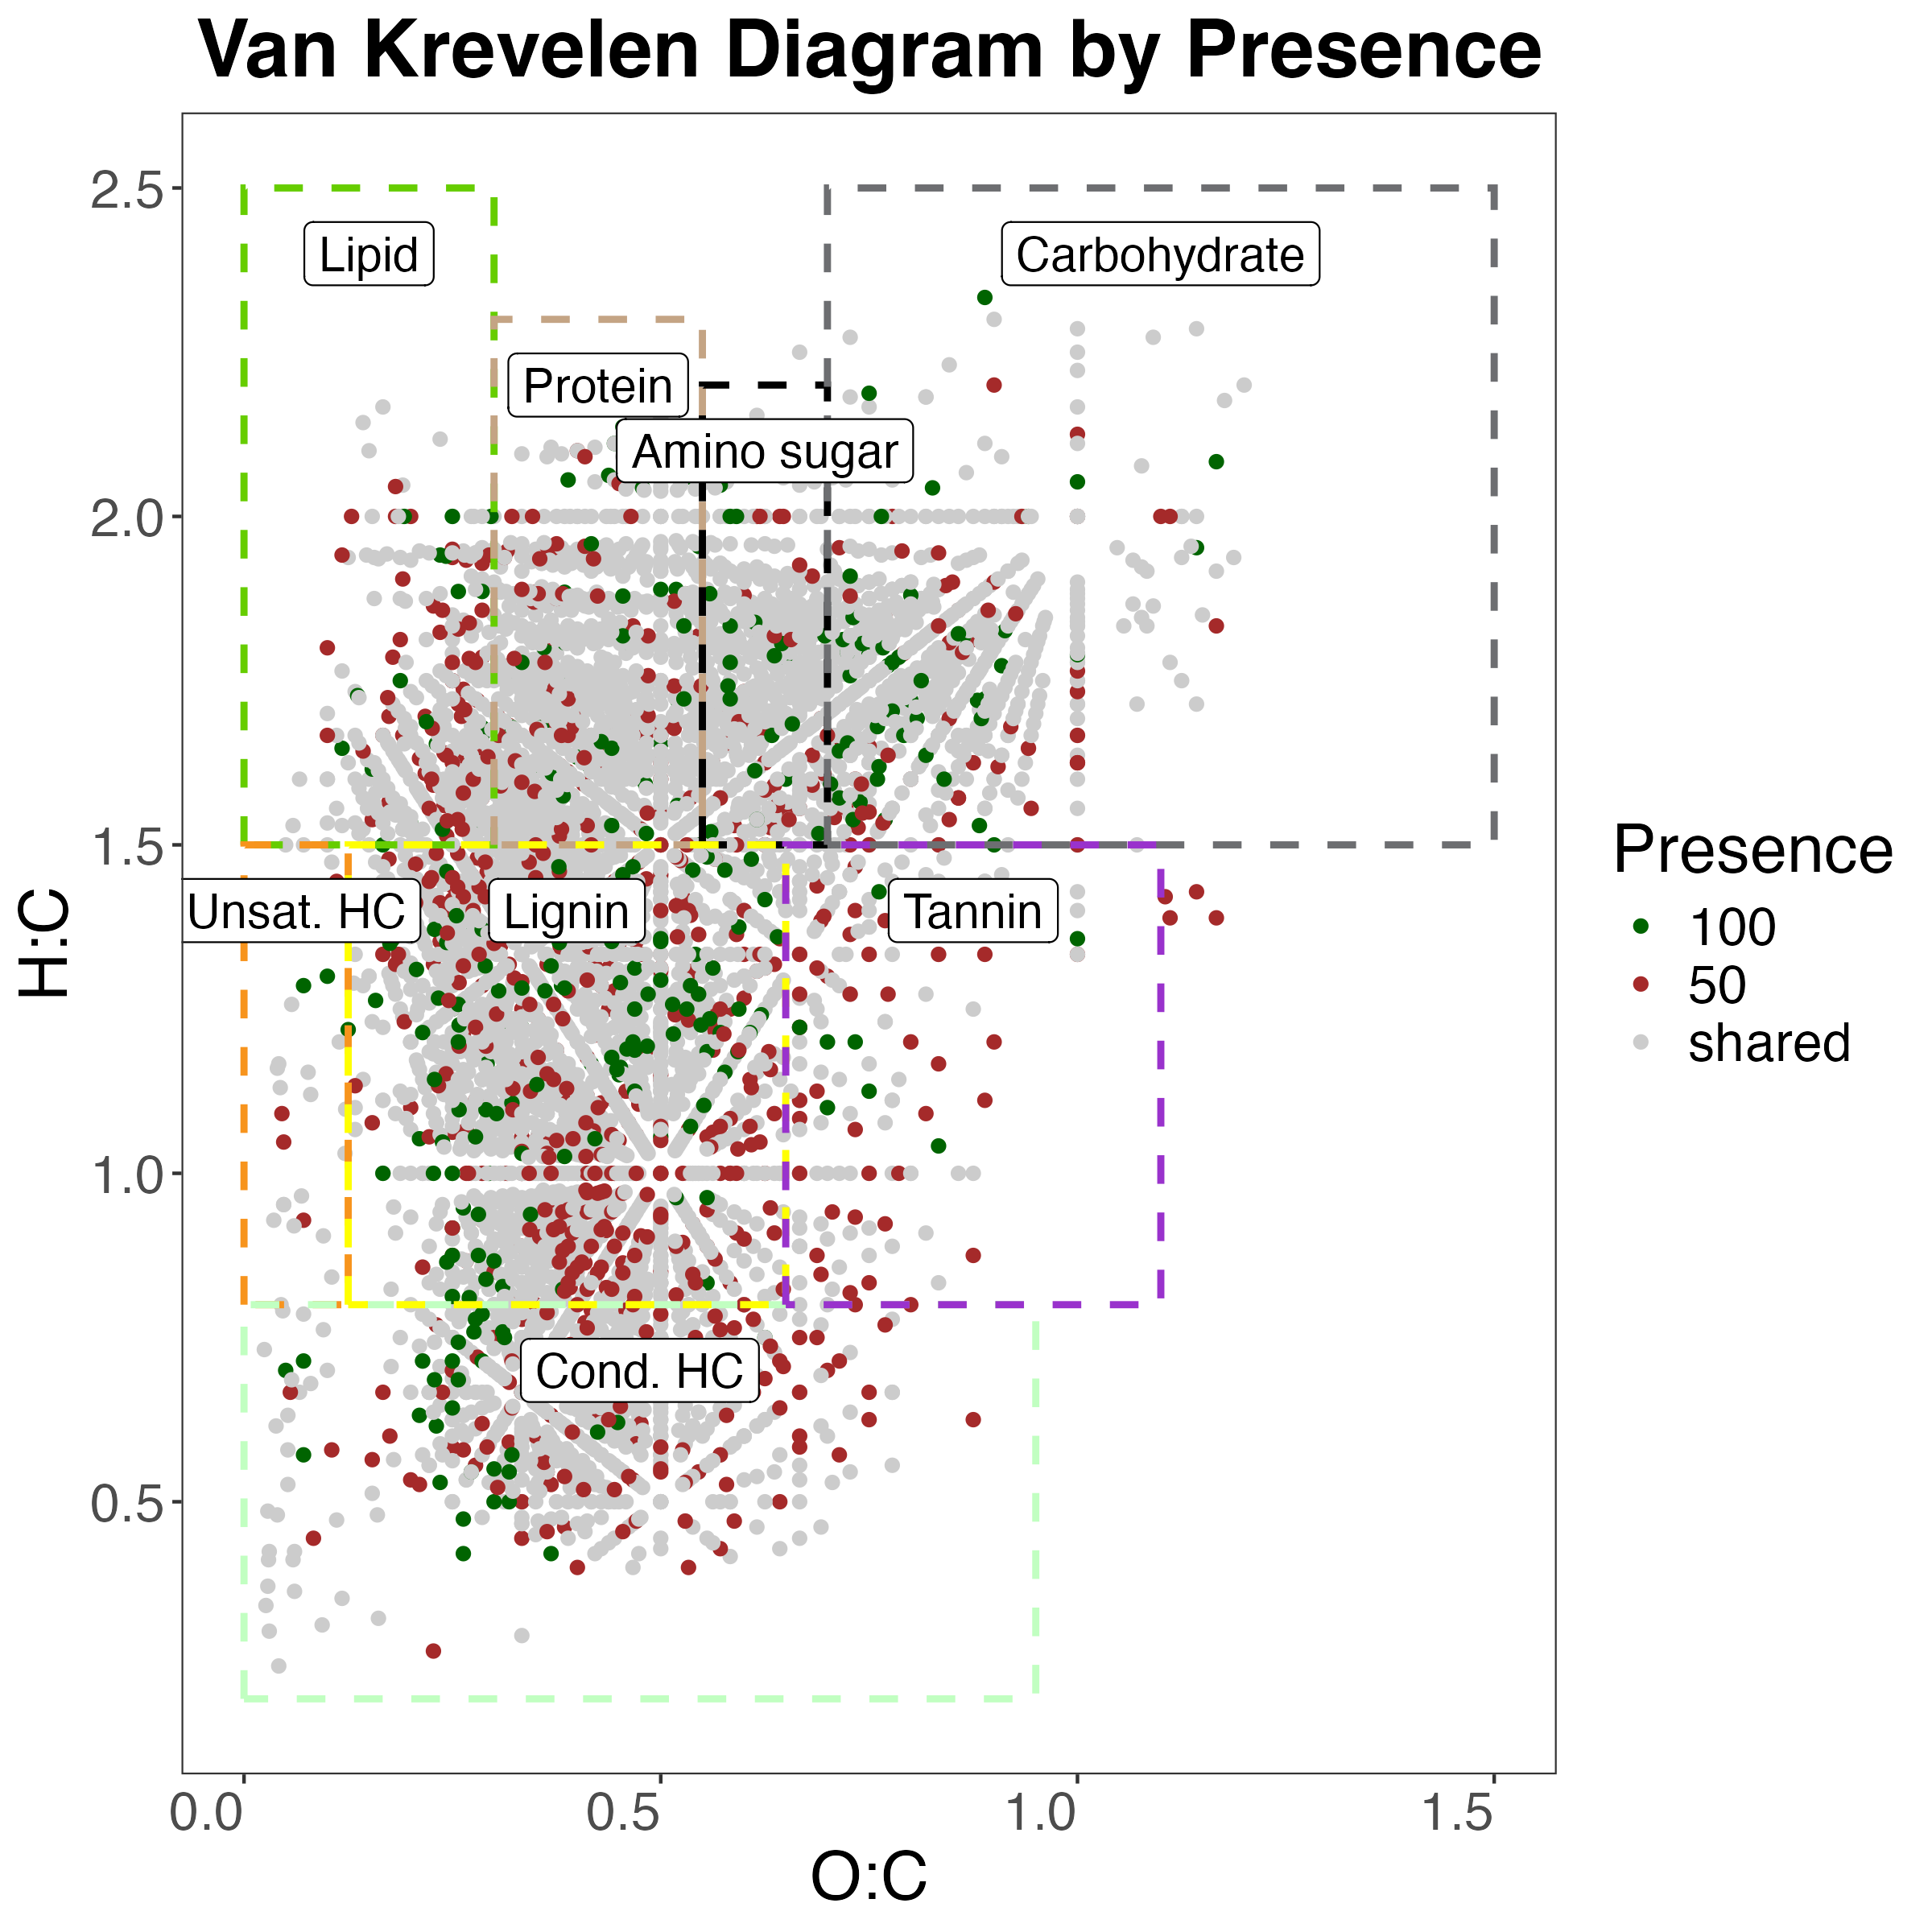 Van Krevelen Diagram by Presence
2.5
Lipid
Carbohydrate
Protein
Amino sugar
2.0
1.5
Unsat. HC
Lignin
Tannin
H:C
1.0
Cond. HC
0.5
0.0
0.5
1.0
1.5
O:C
Presence
100
50
shared